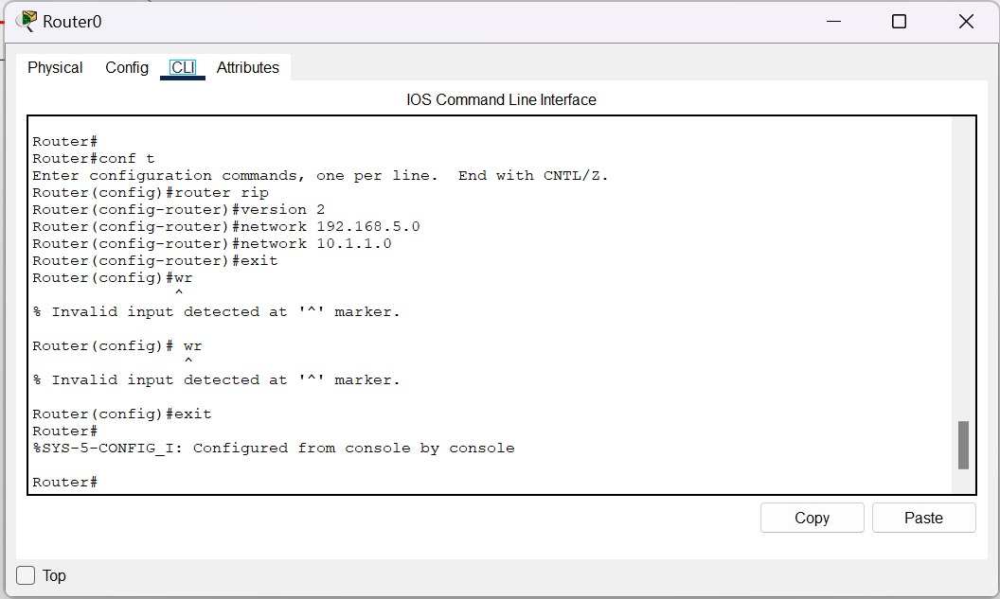 Router0
Physical Config CLI Attributes
IOS Command Line Interface
Router#
Router#conf t
Enter configuration commands, one per line.  End with CNTL/Z.
Router(config)#router rip
Router(config-router)#version 2
Router(config-router)#network 192.168.5.0
Router(config-router)#network 10.1.1.0
Router(config-router)#exit
Router(config)#wr
^
% Invalid input detected at '^' marker.
Router(config)# wr
^
% Invalid input detected at '^' marker.
Router(config)#exit
Router#
%SYS-5-CONFIG_I: Configured from console by console
Router#
Copy Paste
Top